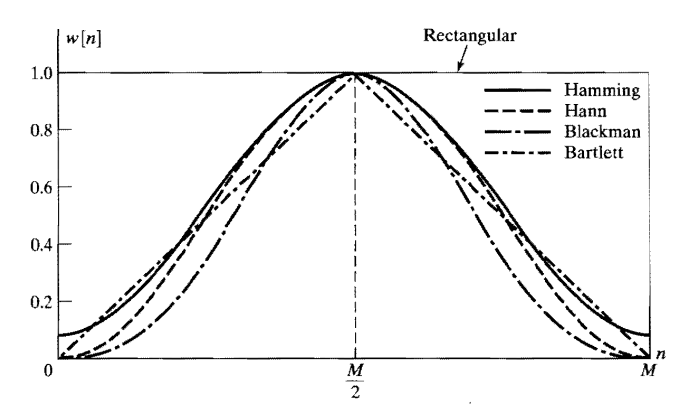 w[n]
Rectangular
1.0
Hamming
Hann
0.8
Blackman
Bartlett
0.6
0.4
0.2
n
0
M
2
M